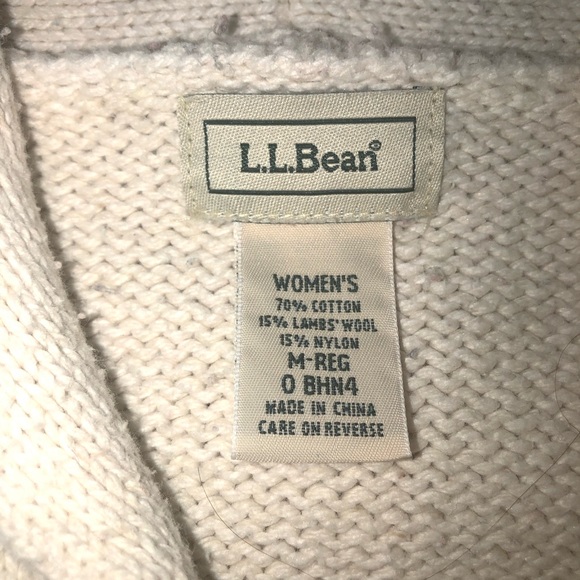 L.L.Bean®
WOMEN'S
70% COTTON
15% LAMBS' WOOL
15% NYLON
M-REG
0 BHN4
MADE IN CHINA
CARE ON REVERSE